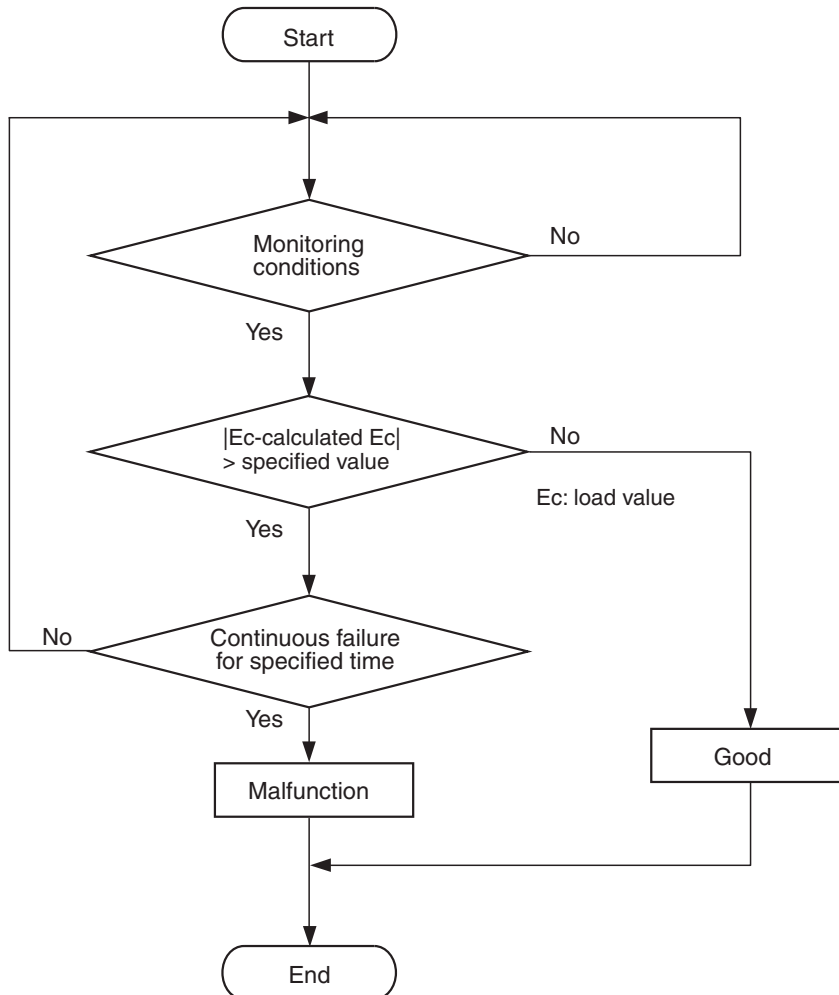 Start
Monitoring
conditions
No
Yes
|Ec-calculated Ec|
> specified value
No
Ec: load value
Yes
Continuous failure
for specified time
No
Yes
Malfunction
Good
End